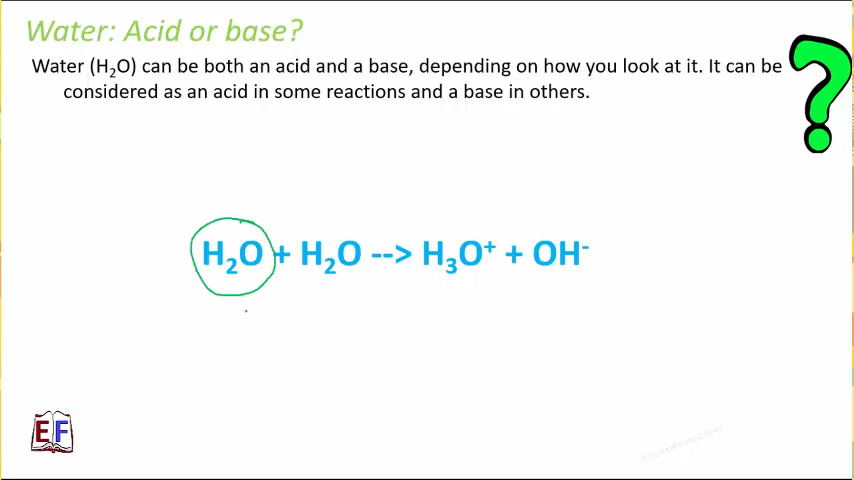 Water: Acid or base?
Water (H₂O) can be both an acid and a base, depending on how you look at it. It can be
considered as an acid in some reactions and a base in others.
H₂O + H₂O --> H₃O⁺ + OH⁻
EF